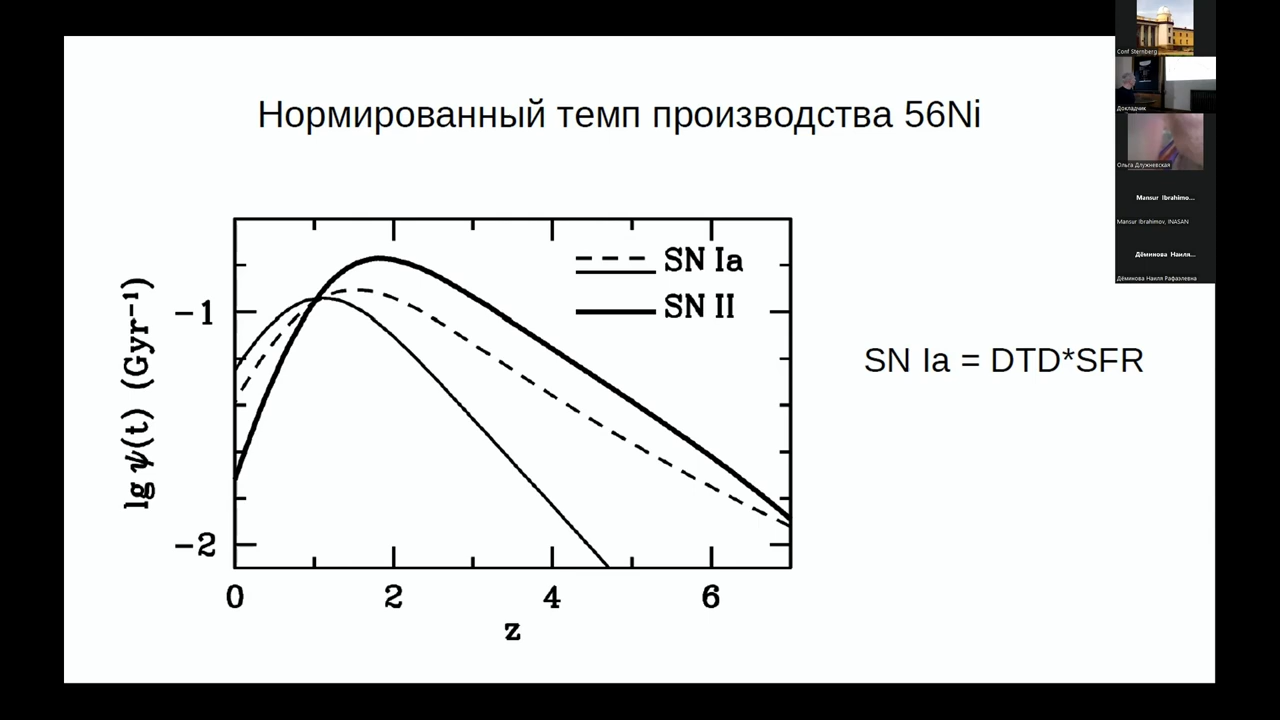 Нормированный темп производства 56Ni
lg ψ(t) (Gyr⁻¹)
−1
−2
SN Ia
SN II
0
2
4
6
z
SN Ia = DTD*SFR
Conf Sternberg
Докладчик
Ольга Длужневская
Mansur Ibrahimo...
Mansur Ibrahimov, INASAN
Дёминова Наиля...
Дёминова Наиля Рафаэлевна